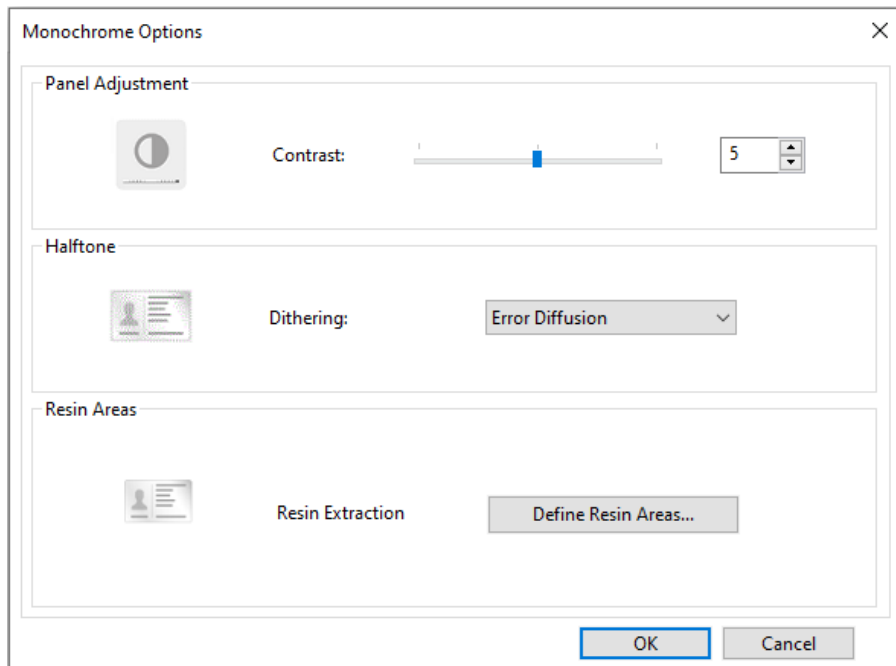 Monochrome Options
Panel Adjustment
Contrast:
5
Halftone
Dithering:
Error Diffusion
Resin Areas
Resin Extraction
Define Resin Areas...
OK
Cancel